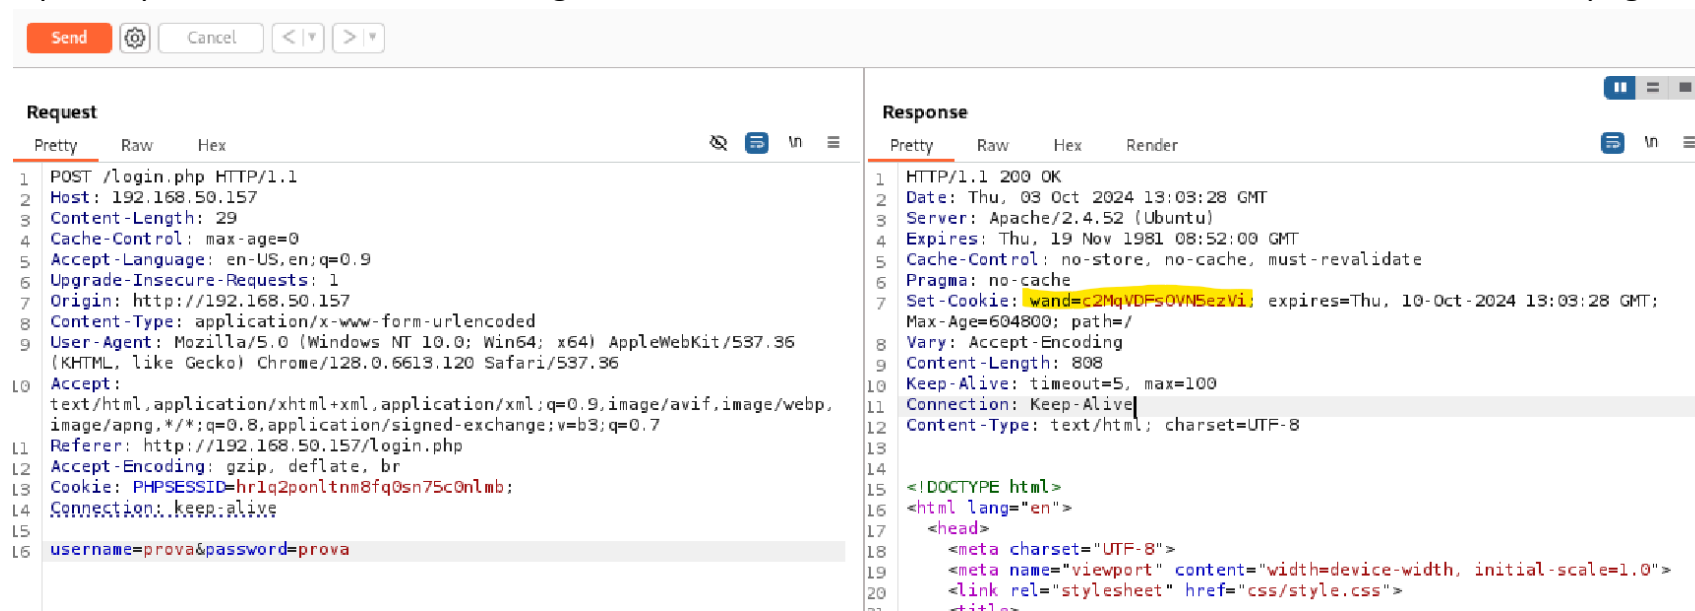 Send Cancel < >
Request
Pretty Raw Hex \n
1 POST /login.php HTTP/1.1
2 Host: 192.168.50.157
3 Content-Length: 29
4 Cache-Control: max-age=0
5 Accept-Language: en-US,en;q=0.9
6 Upgrade-Insecure-Requests: 1
7 Origin: http://192.168.50.157
8 Content-Type: application/x-www-form-urlencoded
9 User-Agent: Mozilla/5.0 (Windows NT 10.0; Win64; x64) AppleWebKit/537.36
(KHTML, like Gecko) Chrome/128.0.6613.120 Safari/537.36
10 Accept:
text/html,application/xhtml+xml,application/xml;q=0.9,image/avif,image/webp,
image/apng,*/*;q=0.8,application/signed-exchange;v=b3;q=0.7
11 Referer: http://192.168.50.157/login.php
12 Accept-Encoding: gzip, deflate, br
13 Cookie: PHPSESSID=hr1q2ponltnm8fq0sn75c0nlmb;
14 Connection: keep-alive
15
16 username=prova&password=prova
Response
Pretty Raw Hex Render \n
1 HTTP/1.1 200 OK
2 Date: Thu, 03 Oct 2024 13:03:28 GMT
3 Server: Apache/2.4.52 (Ubuntu)
4 Expires: Thu, 19 Nov 1981 08:52:00 GMT
5 Cache-Control: no-store, no-cache, must-revalidate
6 Pragma: no-cache
7 Set-Cookie: wand=c2MqVDFsOVN5ezVi; expires=Thu, 10-Oct-2024 13:03:28 GMT;
Max-Age=604800; path=/
8 Vary: Accept-Encoding
9 Content-Length: 808
10 Keep-Alive: timeout=5, max=100
11 Connection: Keep-Alive
12 Content-Type: text/html; charset=UTF-8
13
14
15 <!DOCTYPE html>
16 <html lang="en">
17 <head>
18 <meta charset="UTF-8">
19 <meta name="viewport" content="width=device-width, initial-scale=1.0">
20 <link rel="stylesheet" href="css/style.css">
<title>